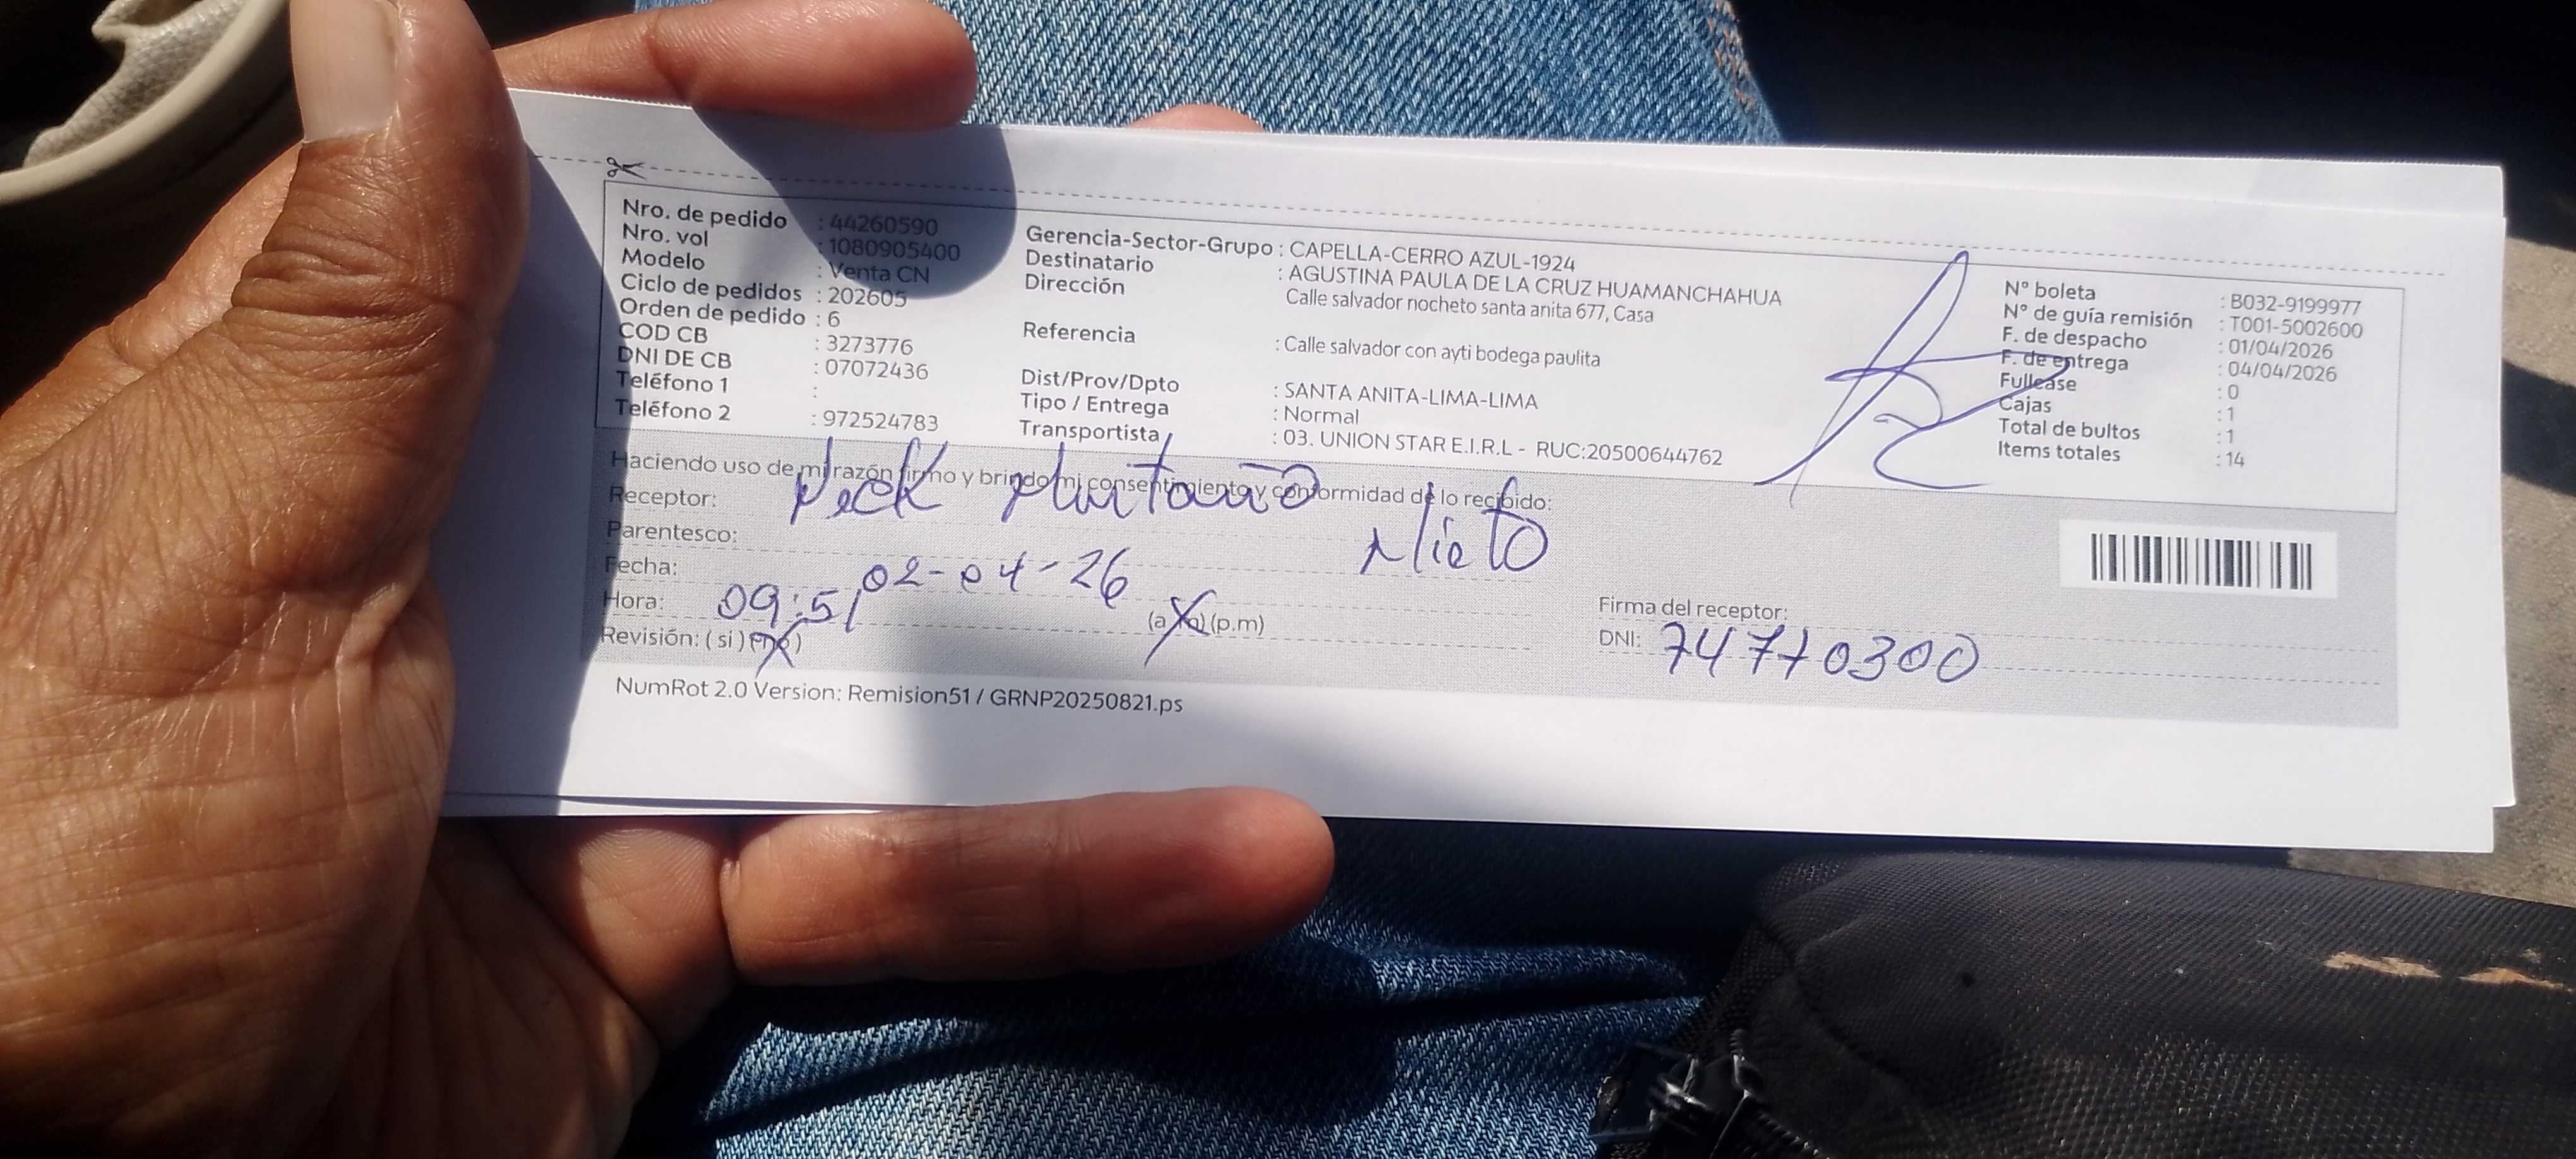 Nro. de pedido : 44260590
Nro. vol : 1080905400
Modelo : Venta CN
Ciclo de pedidos : 202605
Orden de pedido : 6
COD CB : 3273776
DNI DE CB : 07072436
Teléfono 1 :
Teléfono 2 : 972524783
Gerencia-Sector-Grupo : CAPELLA-CERRO AZUL-1924
Destinatario : AGUSTINA PAULA DE LA CRUZ HUAMANCHAHUA
Dirección Calle salvador nocheto santa anita 677, Casa
Referencia : Calle salvador con ayti bodega paulita
Dist/Prov/Dpto : SANTA ANITA-LIMA-LIMA
Tipo / Entrega : Normal
Transportista : 03. UNION STAR E.I.R.L - RUC:20500644762
N° boleta : B032-9199977
N° de guía remisión : T001-5002600
F. de despacho : 01/04/2026
F. de entrega : 04/04/2026
Fullcase : 0
Cajas : 1
Total de bultos : 1
Items totales : 14
Haciendo uso de mi razón firmo y brindo mi consentimiento y conformidad de lo recibido:
Receptor: Nieto
Parentesco:
Fecha: 02-04-26
Hora: 09:51 (a.m) (p.m)
Revisión: ( si ) ( no )
Firma del receptor:
DNI: 74770300
NumRot 2.0 Version: Remision51 / GRNP20250821.ps